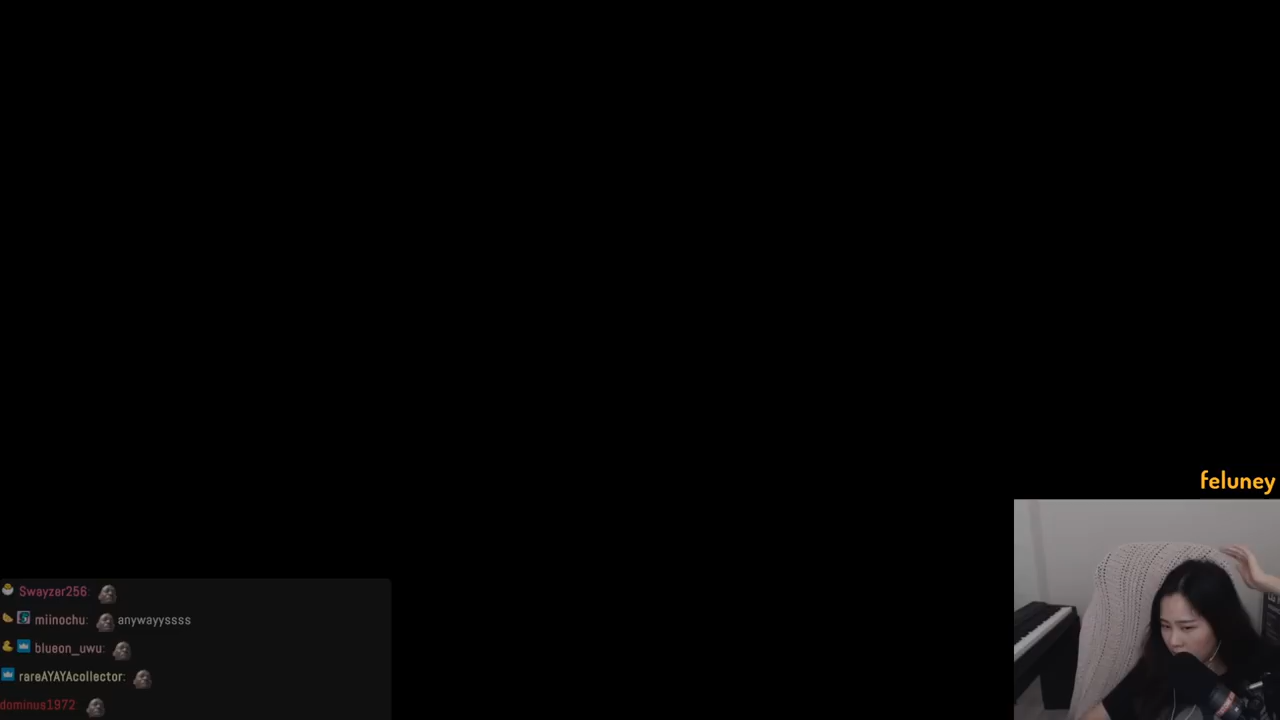 feluney
Swayzer256:
miinochu: anywayyssss
blueon_uwu:
rareAYAYAcollector:
dominus1972